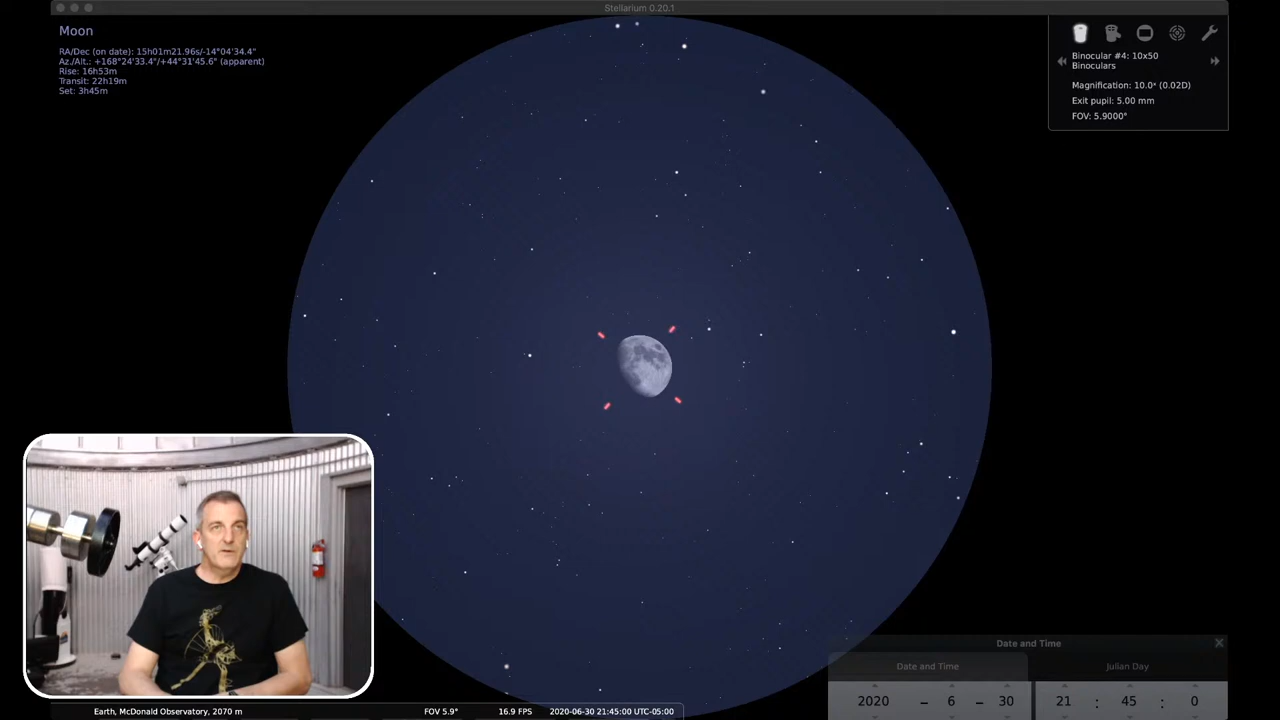 Stellarium 0.20.1
Moon
RA/Dec (on date): 15h01m21.96s/-14°04'34.4"
Az./Alt.: +168°24'33.4"/+44°31'45.6" (apparent)
Rise: 16h53m
Transit: 22h19m
Set: 3h45m
Binocular #4: 10x50
Binoculars
Magnification: 10.0× (0.02D)
Exit pupil: 5.00 mm
FOV: 5.9000°
Date and Time
Date and Time
Julian Day
2020 - 6 - 30
21 : 45 : 0
Earth, McDonald Observatory, 2070 m
FOV 5.9°
16.9 FPS
2020-06-30 21:45:00 UTC-05:00